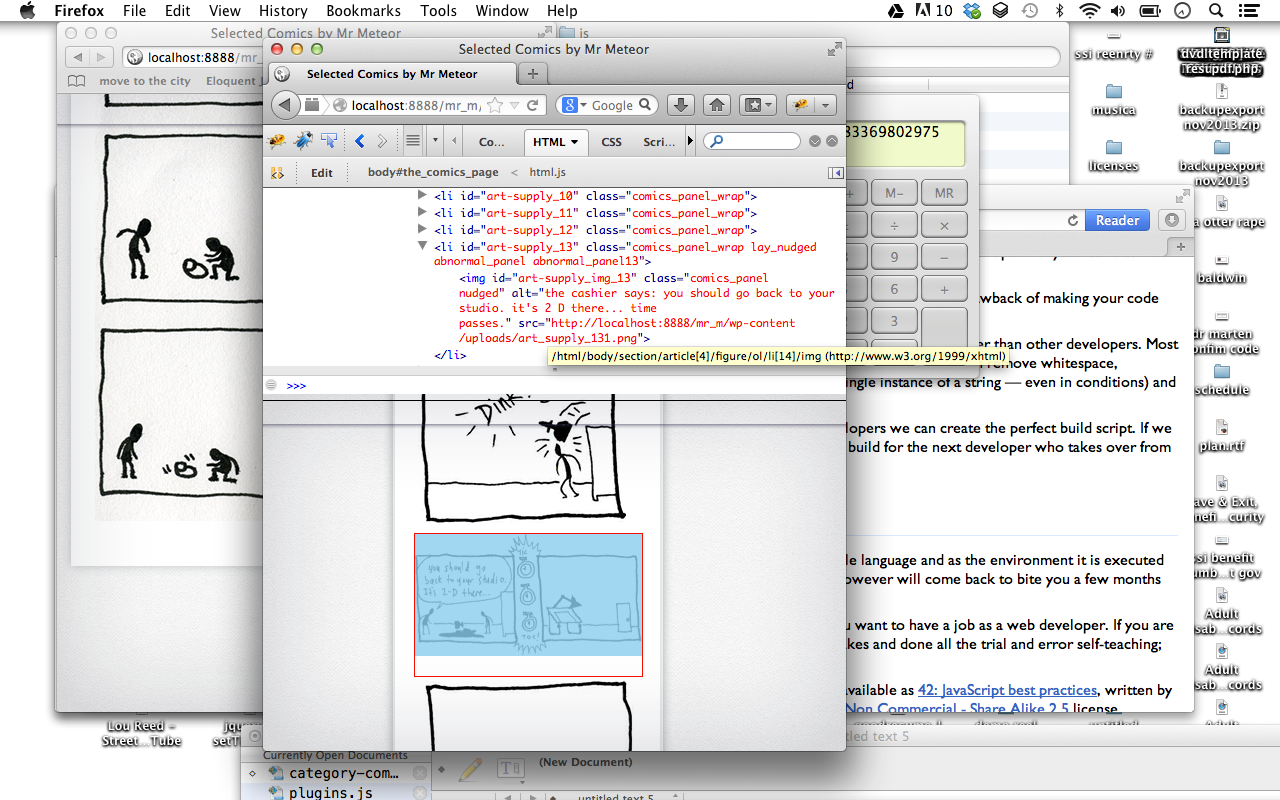 Firefox File Edit View History Bookmarks Tools Window Help
10
Selected Comics by Mr Meteor
js
localhost:8888/mr_
move to the city Eloquent
Selected Comics by Mr Meteor
Selected Comics by Mr Meteor
localhost:8888/mr_m,
Google
Co... HTML CSS Scri...
Edit body#the_comics_page < html.js
<li id="art-supply_10" class="comics_panel_wrap">
<li id="art-supply_11" class="comics_panel_wrap">
<li id="art-supply_12" class="comics_panel_wrap">
<li id="art-supply_13" class="comics_panel_wrap lay_nudged
abnormal_panel abnormal_panel13">
<img id="art-supply_img_13" class="comics_panel
nudged" alt="the cashier says: you should go back to your
studio. it's 2 D there... time
passes." src="http://localhost:8888/mr_m/wp-content
/uploads/art_supply_131.png">
</li>
/html/body/section/article[4]/figure/ol/li[14]/img (http://www.w3.org/1999/xhtml)
>>>
DINK!
you should go
back to your studio.
It's 2-D there...
TIC
TOC!
33369802975
M− MR
÷ ×
9 −
6 +
3
Reader
wback of making your code
er than other developers. Most
remove whitespace,
ngle instance of a string — even in conditions) and
lopers we can create the perfect build script. If we
build for the next developer who takes over from
le language and as the environment it is executed
owever will come back to bite you a few months
u want to have a job as a web developer. If you are
kes and done all the trial and error self-teaching;
vailable as 42: JavaScript best practices, written by
Non Commercial - Share Alike 2.5 license
ssi reenrty #
musica
licenses
dvdltemplate
resupdf.php.
backupexport
nov2013.zip
backupexport
nov2013
a otter rape
baldwin
dr marten
onfim code
schedule
plan.rtf
ave & Exit,
nefi...curity
ssi benefit
umb...t gov
Adult
sab...cords
Adult
sab...cords
Adult
Lou Reed -
Street...Tube
jqu
setT
Currently Open Documents
category-com...
plugins.js
(New Document)
untitled text 5
tled text 5